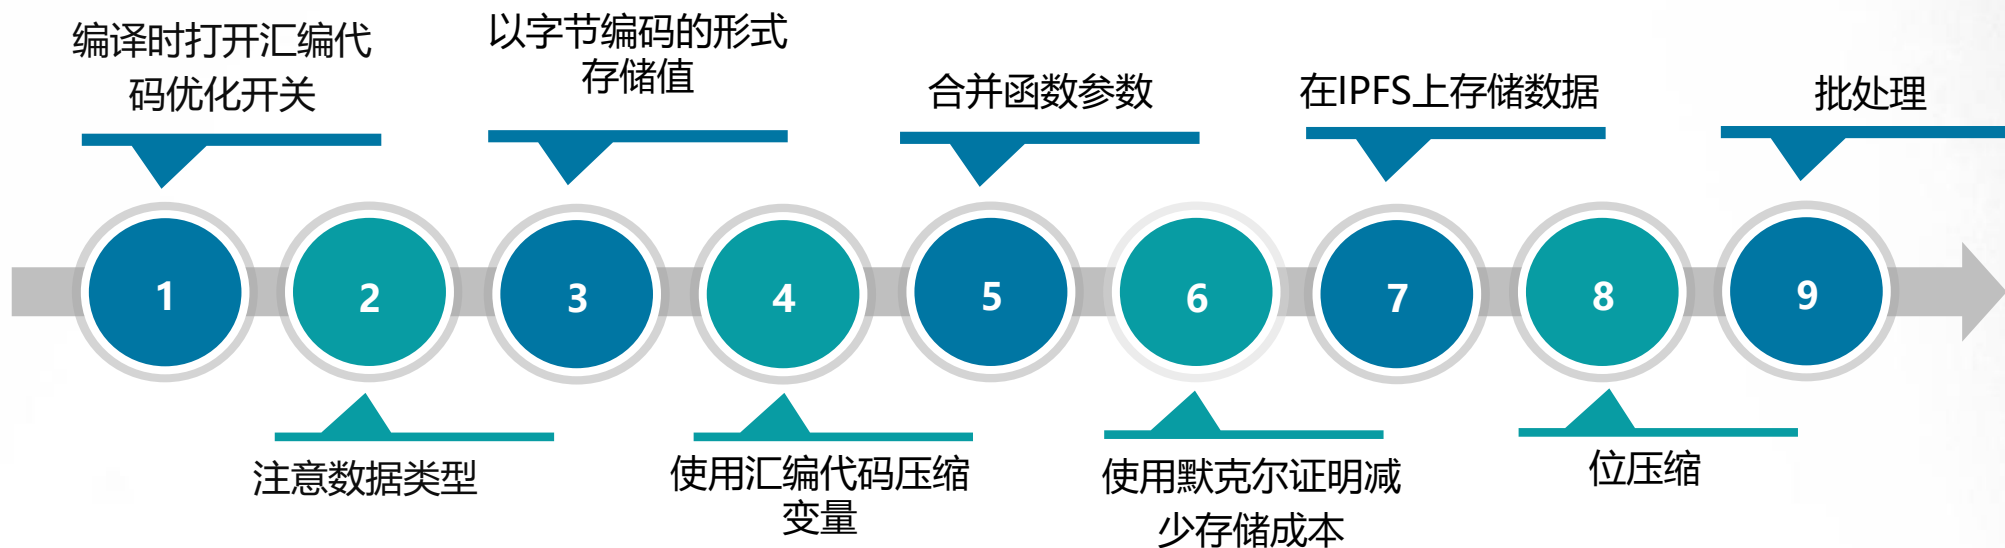 编译时打开汇编代
码优化开关
以字节编码的形式
存储值
合并函数参数
在IPFS上存储数据
批处理
1
2
3
4
5
6
7
8
9
注意数据类型
使用汇编代码压缩
变量
使用默克尔证明减
少存储成本
位压缩